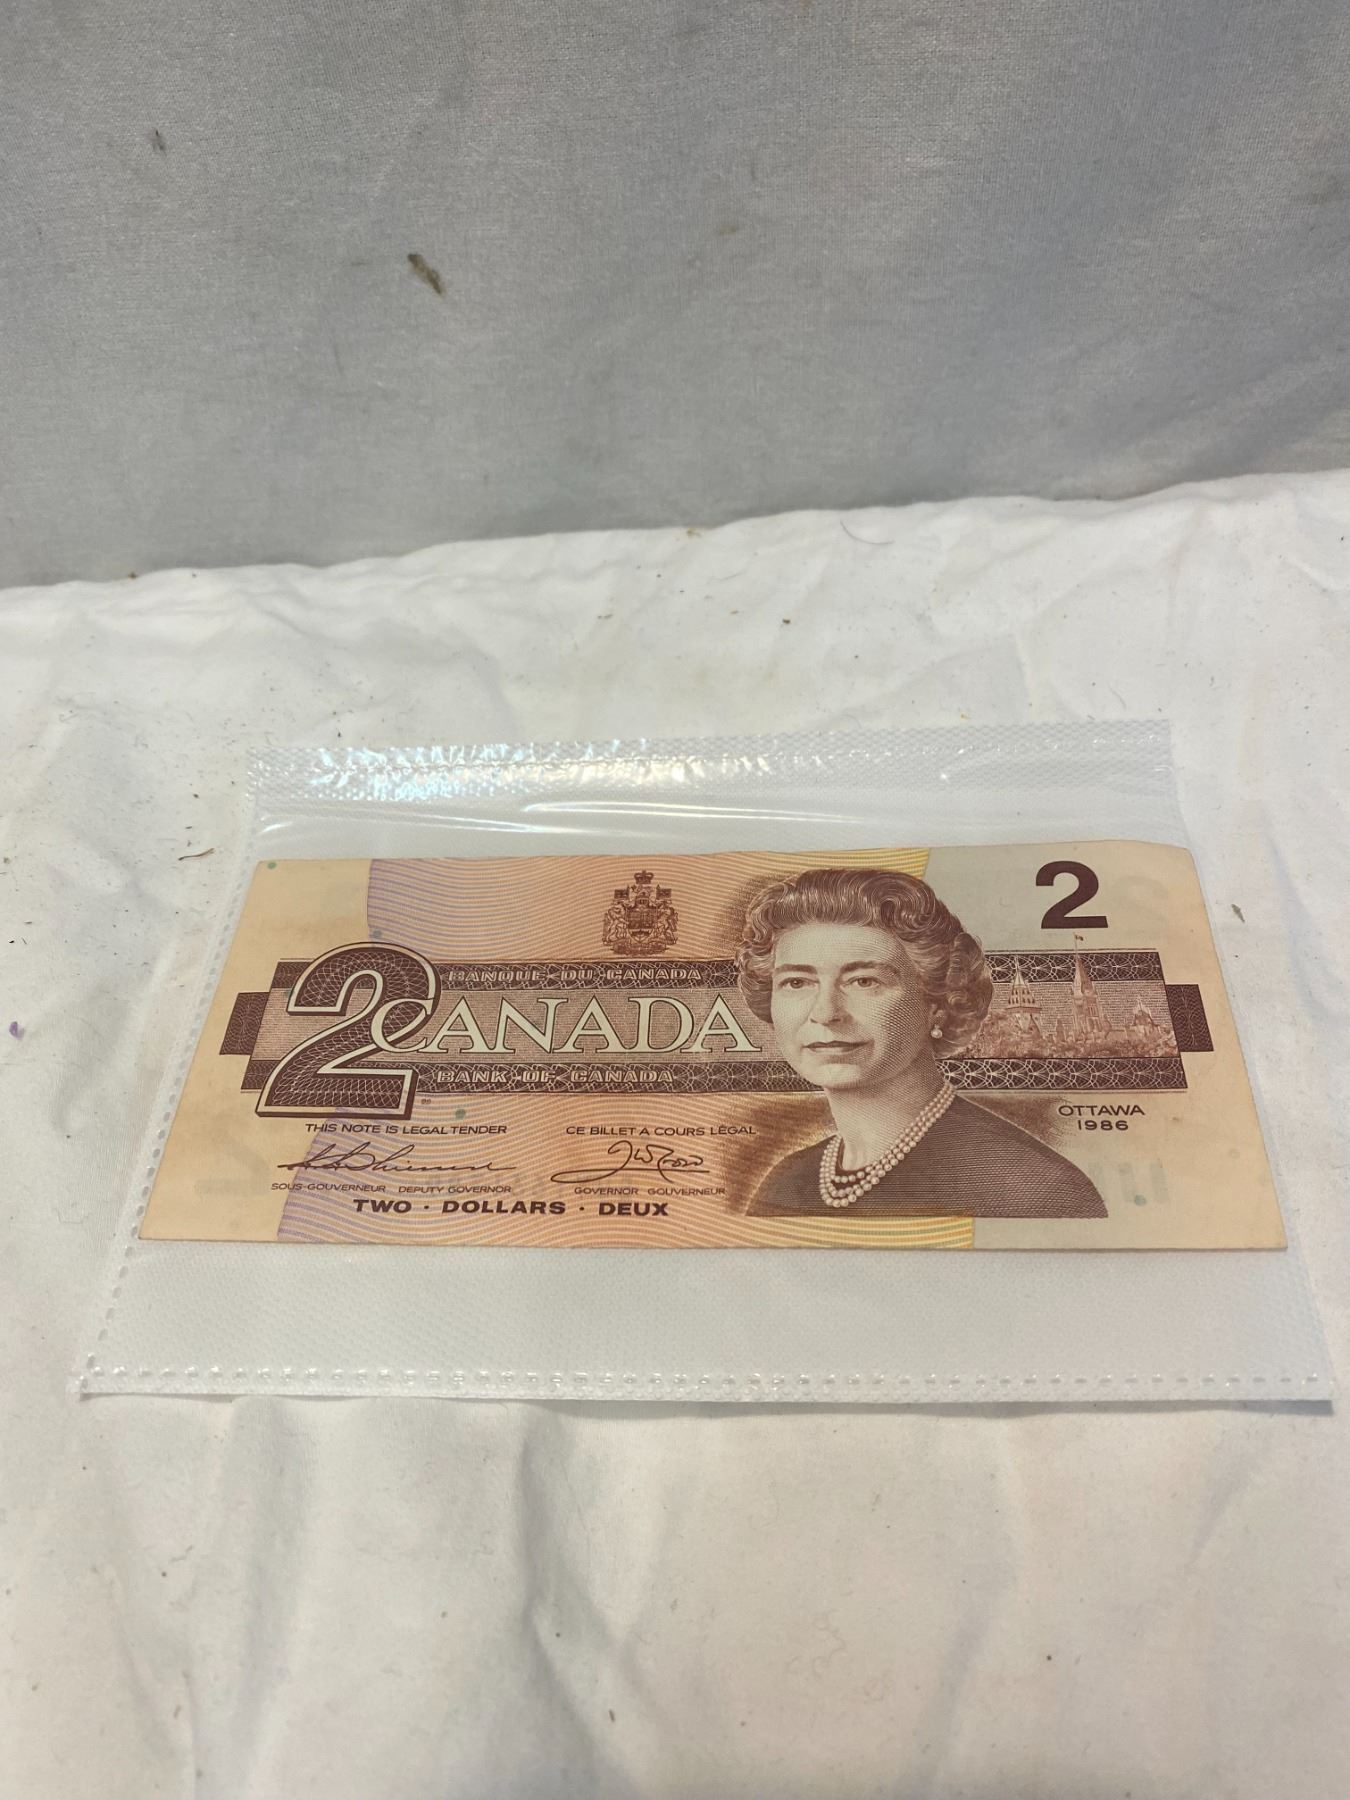 2
BANQUE DU CANADA
2 CANADA
BANK OF CANADA
OTTAWA
1986
THIS NOTE IS LEGAL TENDER CE BILLET A COURS LÉGAL
SOUS-GOUVERNEUR DEPUTY GOVERNOR GOVERNOR GOUVERNEUR
TWO · DOLLARS · DEUX